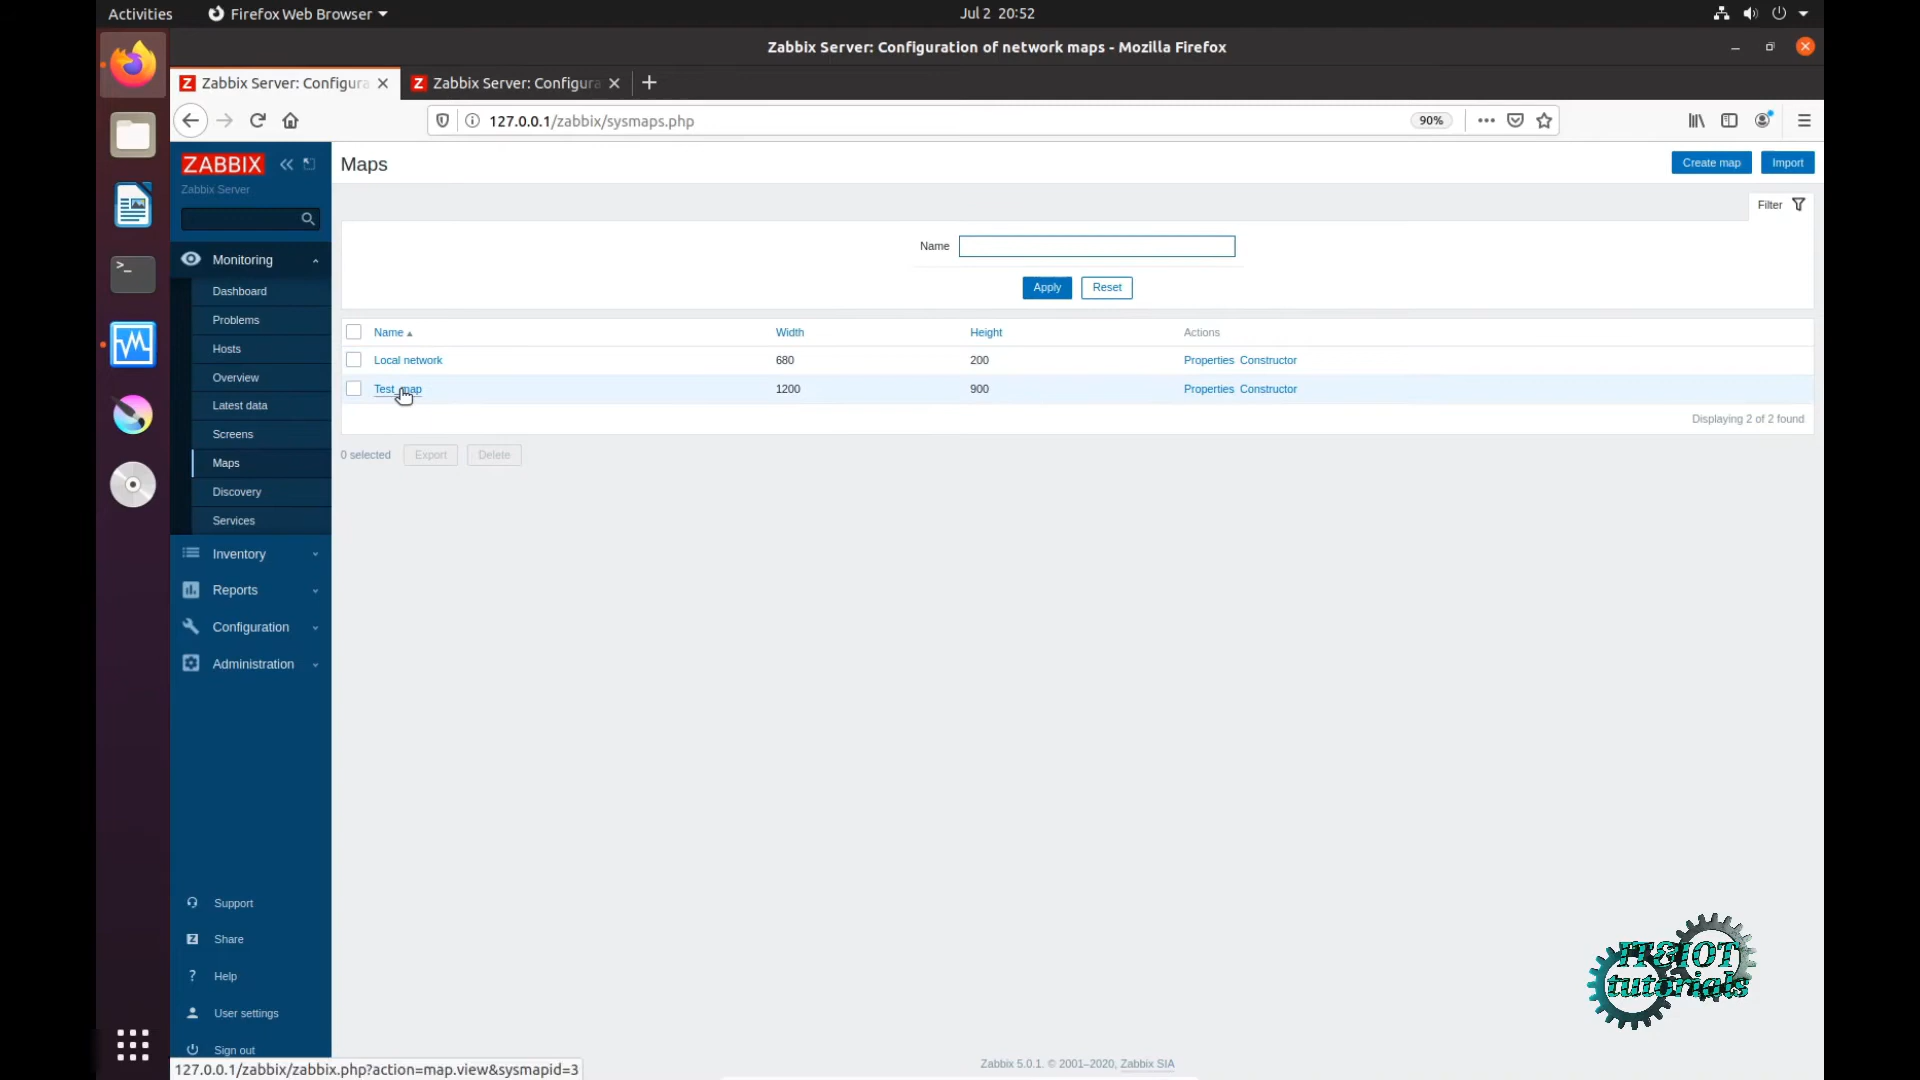 Activities
Firefox Web Browser
Jul 2 20:52
Zabbix Server: Configuration of network maps - Mozilla Firefox
Z Zabbix Server: Configura
Z Zabbix Server: Configura
127.0.0.1/zabbix/sysmaps.php
90%
ZABBIX
Zabbix Server
Maps
Create map
Import
Filter
Name
Apply
Reset
Monitoring
Dashboard
Problems
Hosts
Overview
Latest data
Screens
Maps
Discovery
Services
Inventory
Reports
Configuration
Administration
Name
Width
Height
Actions
Local network
680
200
Properties Constructor
Test map
1200
900
Properties Constructor
Displaying 2 of 2 found
0 selected
Export
Delete
Support
Z Share
? Help
User settings
Sign out
127.0.0.1/zabbix/zabbix.php?action=map.view&sysmapid=3
Zabbix 5.0.1. © 2001–2020, Zabbix SIA
IT&IOT
tutorials